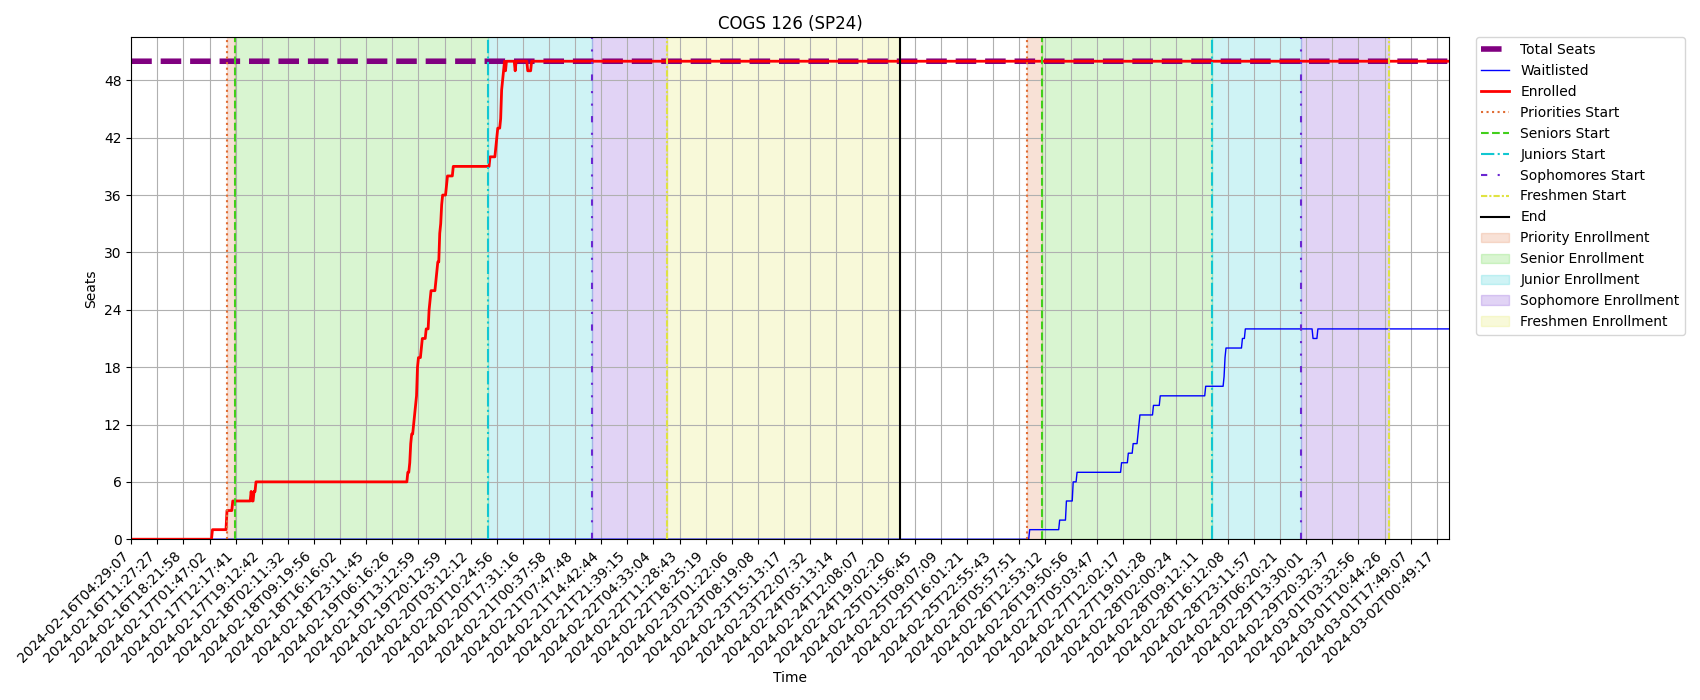 COGS 126 (SP24)
Seats
48
42
36
30
24
18
12
6
0
2024-02-16T04:29:07
2024-02-16T11:27:27
2024-02-16T18:21:58
2024-02-17T01:47:02
2024-02-17T12:17:41
2024-02-17T19:12:42
2024-02-18T02:11:32
2024-02-18T09:19:56
2024-02-18T16:16:02
2024-02-18T23:11:45
2024-02-19T06:16:26
2024-02-19T13:12:59
2024-02-19T20:12:59
2024-02-20T03:12:12
2024-02-20T10:24:56
2024-02-20T17:31:16
2024-02-21T00:37:58
2024-02-21T07:47:48
2024-02-21T14:42:44
2024-02-21T21:39:15
2024-02-22T04:33:04
2024-02-22T11:28:43
2024-02-22T18:25:19
2024-02-23T01:22:06
2024-02-23T08:19:08
2024-02-23T15:13:17
2024-02-23T22:07:32
2024-02-24T05:13:14
2024-02-24T12:08:07
2024-02-24T19:02:20
2024-02-25T01:56:45
2024-02-25T09:07:09
2024-02-25T16:01:21
2024-02-25T22:55:43
2024-02-26T05:57:51
2024-02-26T12:53:12
2024-02-26T19:50:56
2024-02-27T05:03:47
2024-02-27T12:02:17
2024-02-27T19:01:28
2024-02-28T02:00:24
2024-02-28T09:12:11
2024-02-28T16:12:08
2024-02-28T23:11:57
2024-02-29T06:20:21
2024-02-29T13:30:01
2024-02-29T20:32:37
2024-03-01T03:32:56
2024-03-01T10:44:26
2024-03-01T17:49:07
2024-03-02T00:49:17
Time
Total Seats
Waitlisted
Enrolled
Priorities Start
Seniors Start
Juniors Start
Sophomores Start
Freshmen Start
End
Priority Enrollment
Senior Enrollment
Junior Enrollment
Sophomore Enrollment
Freshmen Enrollment